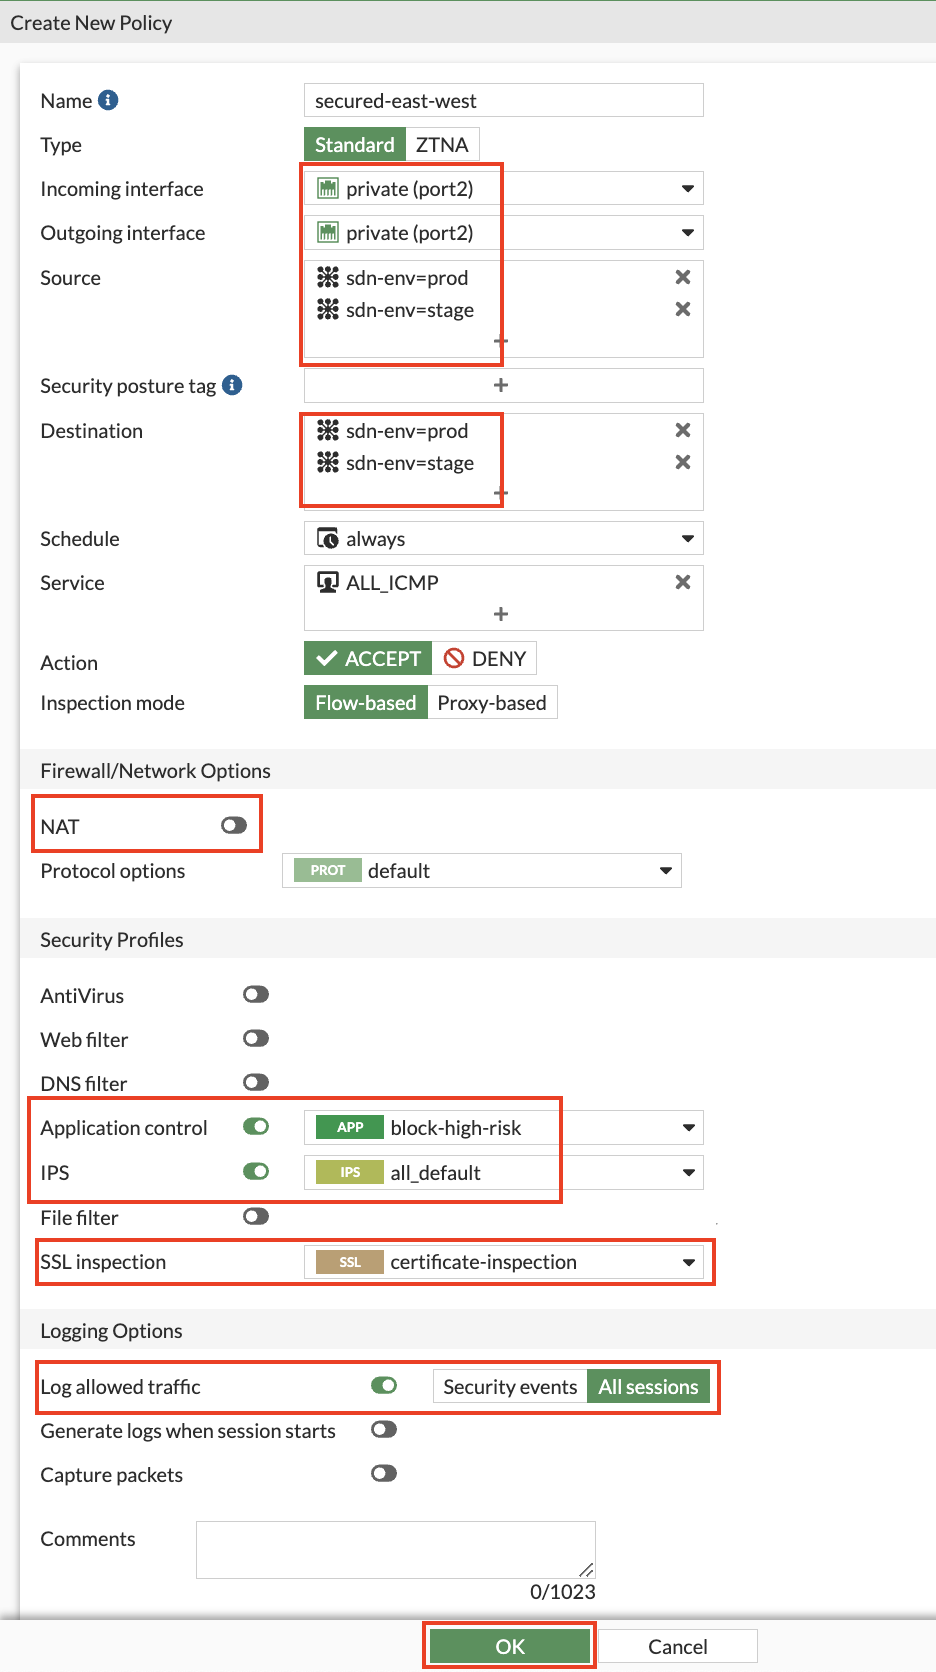 Create New Policy
Name secured-east-west
Type Standard ZTNA
Incoming interface private (port2)
Outgoing interface private (port2)
Source sdn-env=prod
sdn-env=stage
Security posture tag
Destination sdn-env=prod
sdn-env=stage
Schedule always
Service ALL_ICMP
Action ACCEPT DENY
Inspection mode Flow-based Proxy-based
Firewall/Network Options
NAT
Protocol options PROT default
Security Profiles
AntiVirus
Web filter
DNS filter
Application control APP block-high-risk
IPS IPS all_default
File filter
SSL inspection SSL certificate-inspection
Logging Options
Log allowed traffic Security events All sessions
Generate logs when session starts
Capture packets
Comments
0/1023
OK Cancel